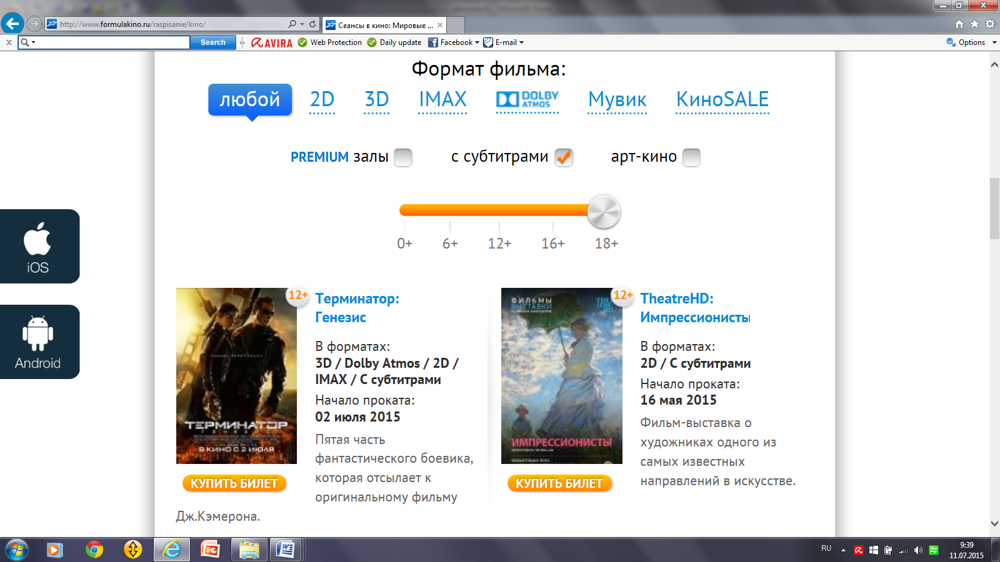 http://www.formulakino.ru/raspisanie/kino/
Сеансы в кино: Мировые ...
Search
AVIRA
Web Protection
Daily update
Facebook
E-mail
Options
Формат фильма:
любой
2D
3D
IMAX
DOLBY
ATMOS
Мувик
КиноSALE
PREMIUM залы
с субтитрами
арт-кино
0+
6+
12+
16+
18+
iOS
Android
12+
Терминатор:
Генезис
В форматах:
3D / Dolby Atmos / 2D /
IMAX / С субтитрами
Начало проката:
02 июля 2015
Пятая часть
фантастического боевика,
которая отсылает к
оригинальному фильму
Дж.Кэмерона.
ТЕРМИНАТОР
ГЕНЕЗИС
В КИНО С 2 ИЮЛЯ
КУПИТЬ БИЛЕТ
12+
TheatreHD:
Импрессионисты
В форматах:
2D / С субтитрами
Начало проката:
16 мая 2015
Фильм-выставка о
художниках одного из
самых известных
направлений в искусстве.
ФИЛЬМЫ
ВЫСТАВКИ
ИМПРЕССИОНИСТЫ
КУПИТЬ БИЛЕТ
RU
9:39
11.07.2015